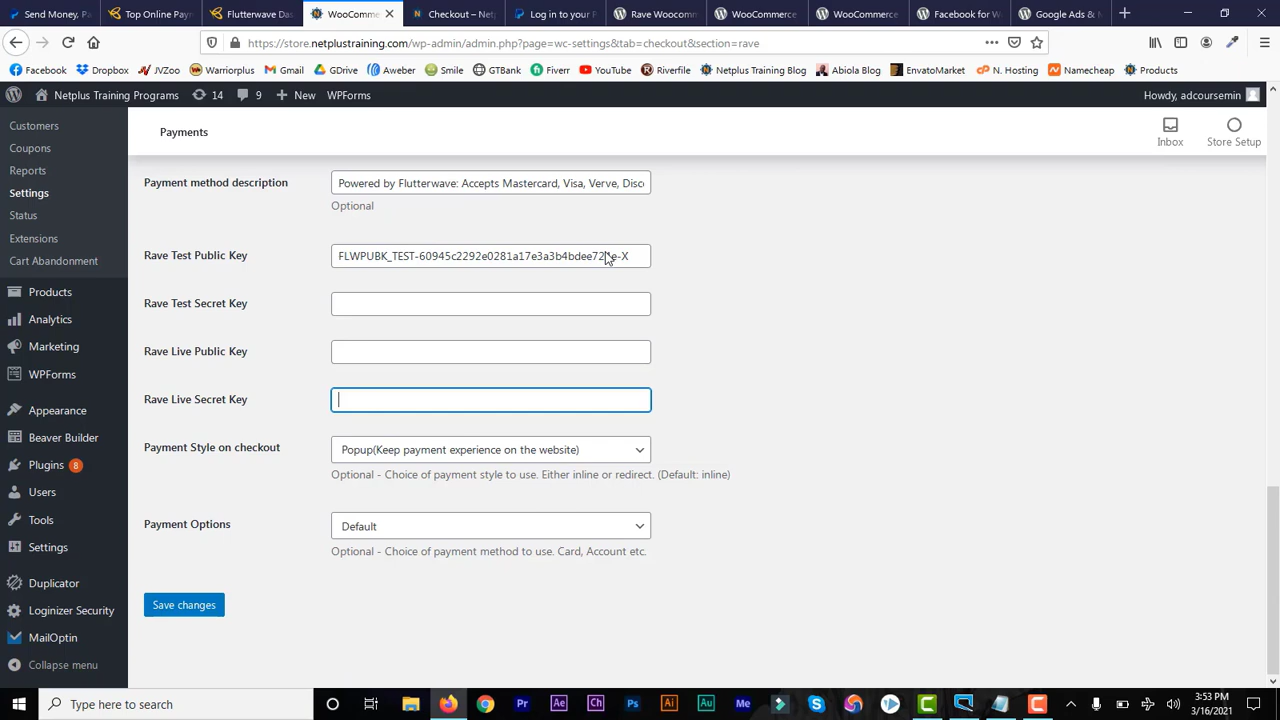 Send Money, Pa
Top Online Payn
Flutterwave Da
WooCommerc
Checkout – Netp
Log in to your P
Rave Woocomm
WooCommerce
WooCommerce
Facebook for W
Google Ads & M
https://store.netplustraining.com/wp-admin/admin.php?page=wc-settings&tab=checkout&section=rave
Facebook
Dropbox
JVZoo
Warriorplus
Gmail
GDrive
Aweber
Smile
GTBank
Fiverr
YouTube
Riverfile
Netplus Training Blog
Abiola Blog
EnvatoMarket
N. Hosting
Namecheap
Products
Netplus Training Programs
14
9
New
WPForms
Howdy, adcoursemin
Customers
Coupons
Reports
Settings
Status
Extensions
Cart Abandonment
Products
Analytics
Marketing
WPForms
Appearance
Beaver Builder
Plugins 8
Users
Tools
Settings
Duplicator
Loginizer Security
MailOptin
Collapse menu
Payments
Inbox
Store Setup
Payment method description
Powered by Flutterwave: Accepts Mastercard, Visa, Verve, Disc
Optional
Rave Test Public Key
Rave Test Secret Key
Rave Live Public Key
Rave Live Secret Key
Payment Style on checkout
Popup(Keep payment experience on the website)
Optional - Choice of payment style to use. Either inline or redirect. (Default: inline)
Payment Options
Default
Optional - Choice of payment method to use. Card, Account etc.
Save changes
Type here to search
3:53 PM
3/16/2021